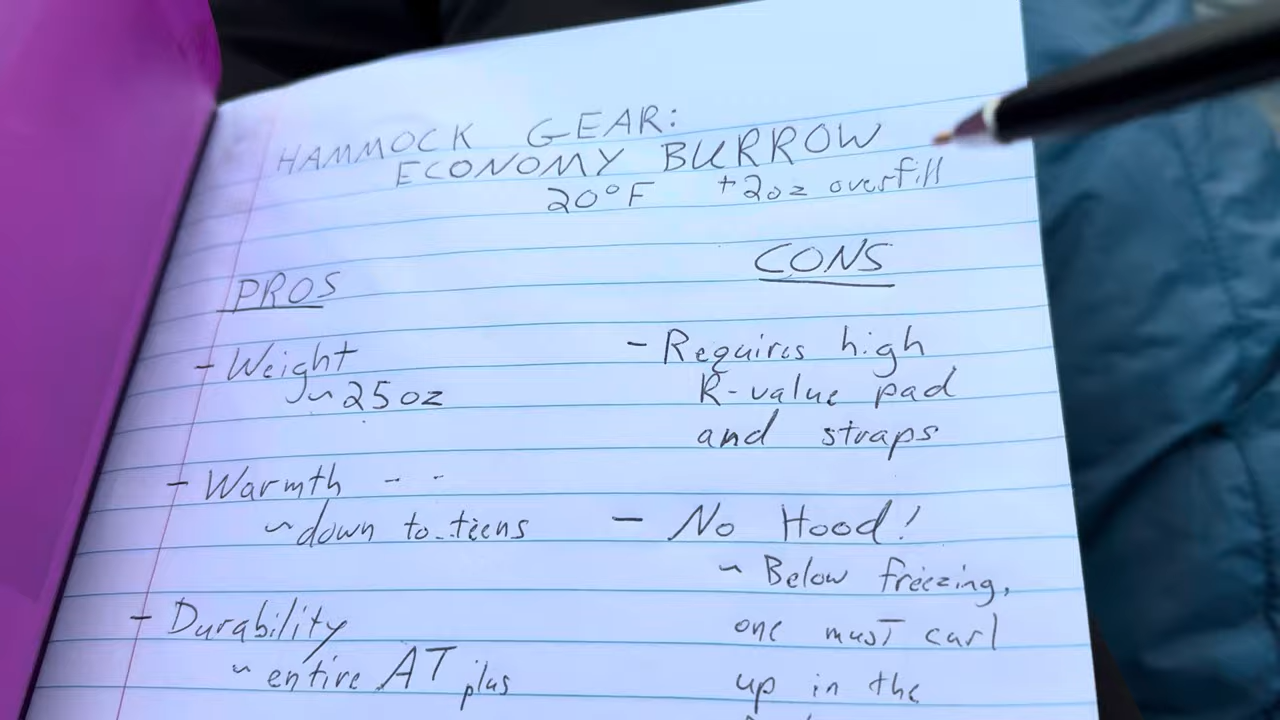 HAMMOCK GEAR:
ECONOMY BURROW
20°F +2oz overfill
PROS
- Weight
~25oz
- Warmth - -
~down to..teens
- Durability
~ entire AT plus
CONS
- Requires high
R-value pad
and straps
- No Hood!
~ Below freezing,
one must curl
up in the